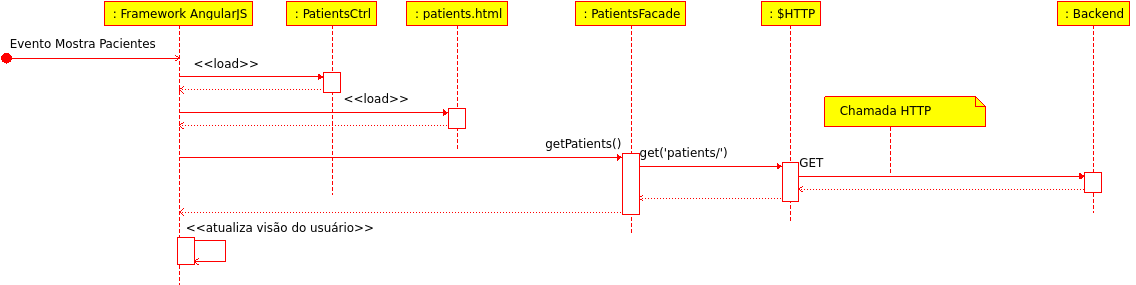 : Framework AngularJS
: PatientsCtrl
: patients.html
: PatientsFacade
: $HTTP
: Backend
Evento Mostra Pacientes
<<load>>
<<load>>
Chamada HTTP
getPatients()
get('patients/')
GET
<<atualiza visão do usuário>>